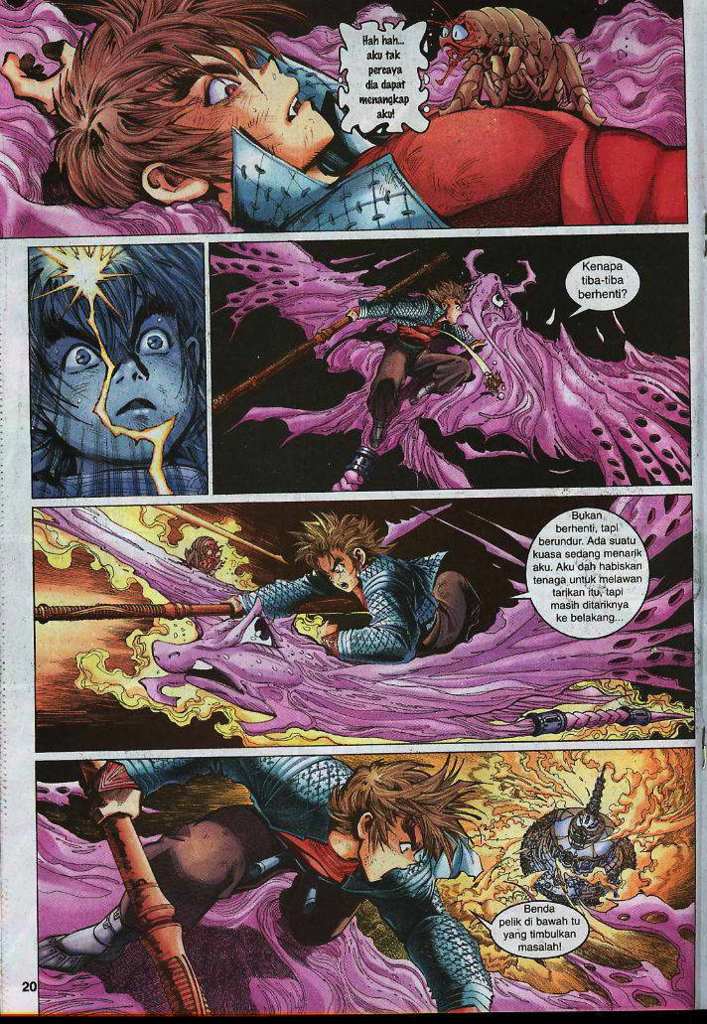 Hah hah...
aku tak
percaya
dia dapat
menangkap
aku!
Kenapa
tiba-tiba
berhenti?
Bukan
berhenti, tapi
berundur. Ada suatu
kuasa sedang menarik
aku. Aku dah habiskan
tenaga untuk melawan
tarikan itu, tapi
masih ditariknya
ke belakang...
Benda
pelik di bawah tu
yang timbulkan
masalah!
20